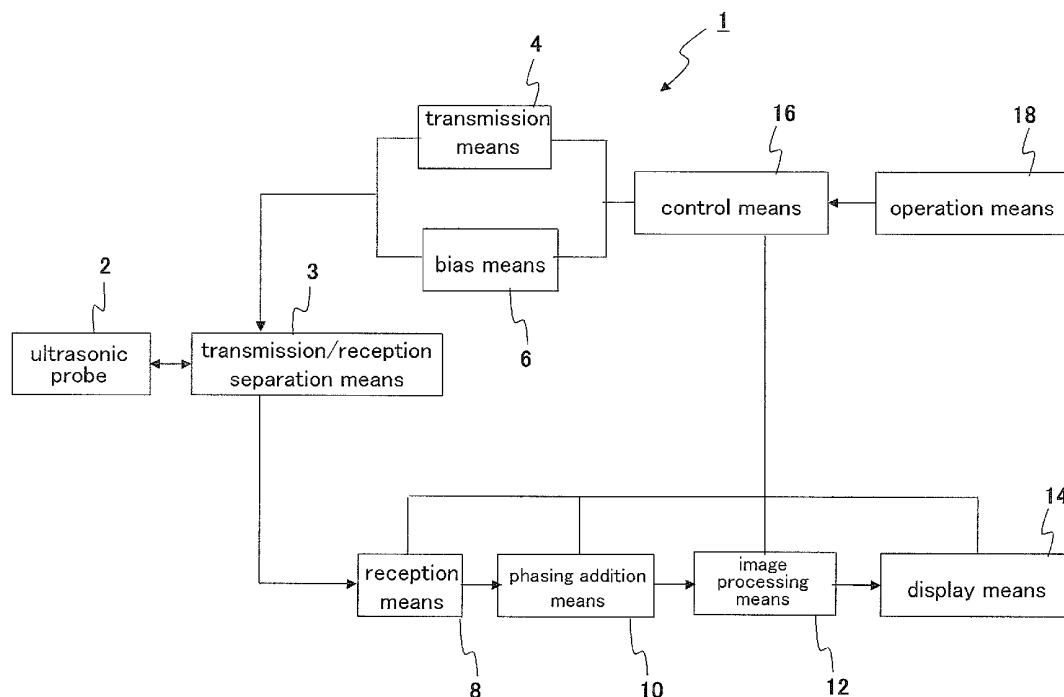 1
4
transmission
means
16
control means
18
operation means
bias means
6
2
ultrasonic
probe
3
transmission/reception
separation means
14
reception
means
8
phasing addition
means
10
image
processing
means
12
display means